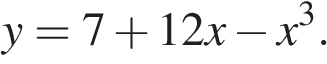 y = 7 + 12x − x³.